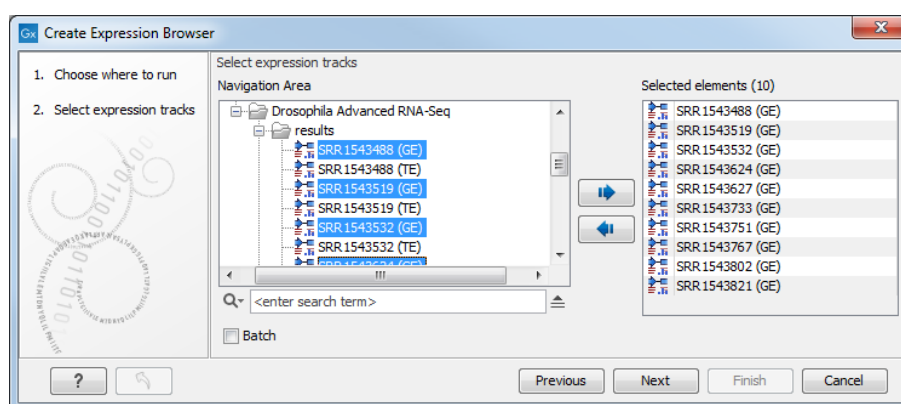 Gx Create Expression Browser
1. Choose where to run
2. Select expression tracks
Select expression tracks
Navigation Area
Drosophila Advanced RNA-Seq
results
SRR1543488 (GE)
SRR1543488 (TE)
SRR1543519 (GE)
SRR1543519 (TE)
SRR1543532 (GE)
SRR1543532 (TE)
<enter search term>
Batch
Selected elements (10)
SRR1543488 (GE)
SRR1543519 (GE)
SRR1543532 (GE)
SRR1543624 (GE)
SRR1543627 (GE)
SRR1543733 (GE)
SRR1543751 (GE)
SRR1543767 (GE)
SRR1543802 (GE)
SRR1543821 (GE)
?
Previous
Next
Finish
Cancel